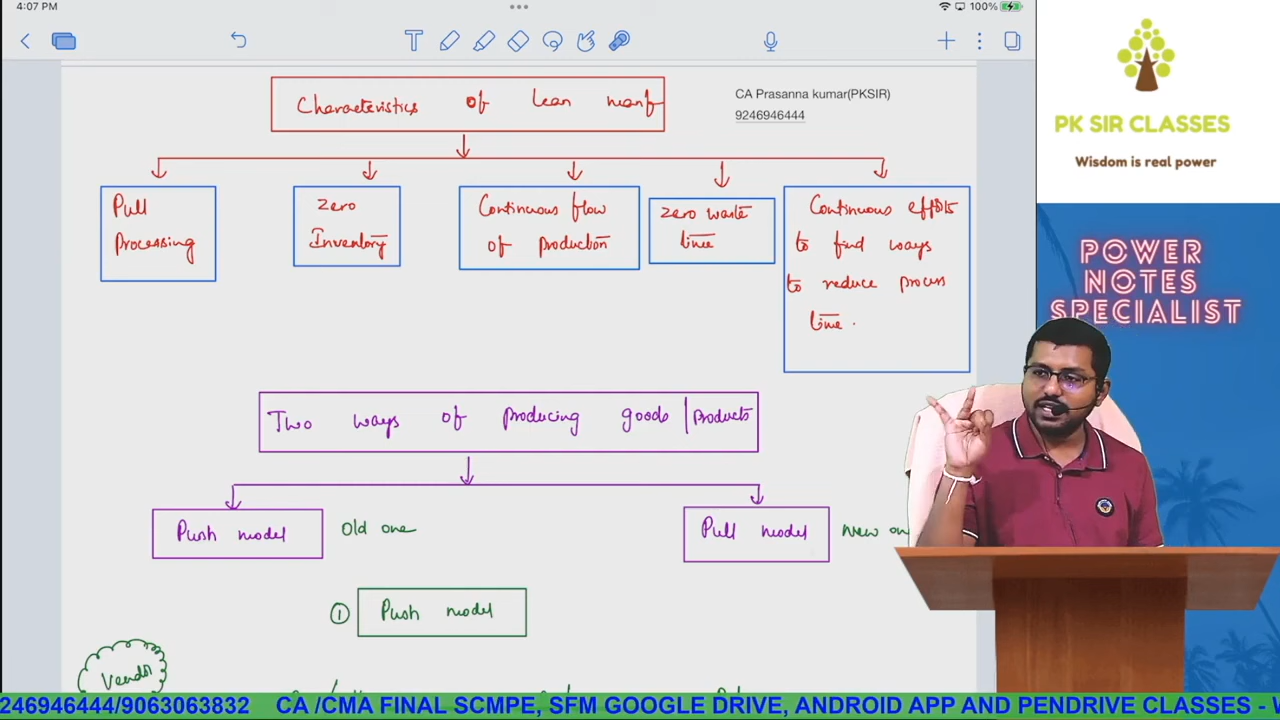 4:07 PM
100%
T
Characteristics of lean manf
CA Prasanna kumar(PKSIR)
9246946444
PK SIR CLASSES
Wisdom is real power
Pull
Processing
Zero
Inventory
Continuous flow
of production
Zero waste
time
Continuous efforts
to find ways
to reduce process
time.
POWER
NOTES
SPECIALIST
Two ways of producing goods | products
Push model
Old one
Pull model
New on
① Push model
Vendor
246946444/9063063832 CA /CMA FINAL SCMPE, SFM GOOGLE DRIVE, ANDROID APP AND PENDRIVE CLASSES - W